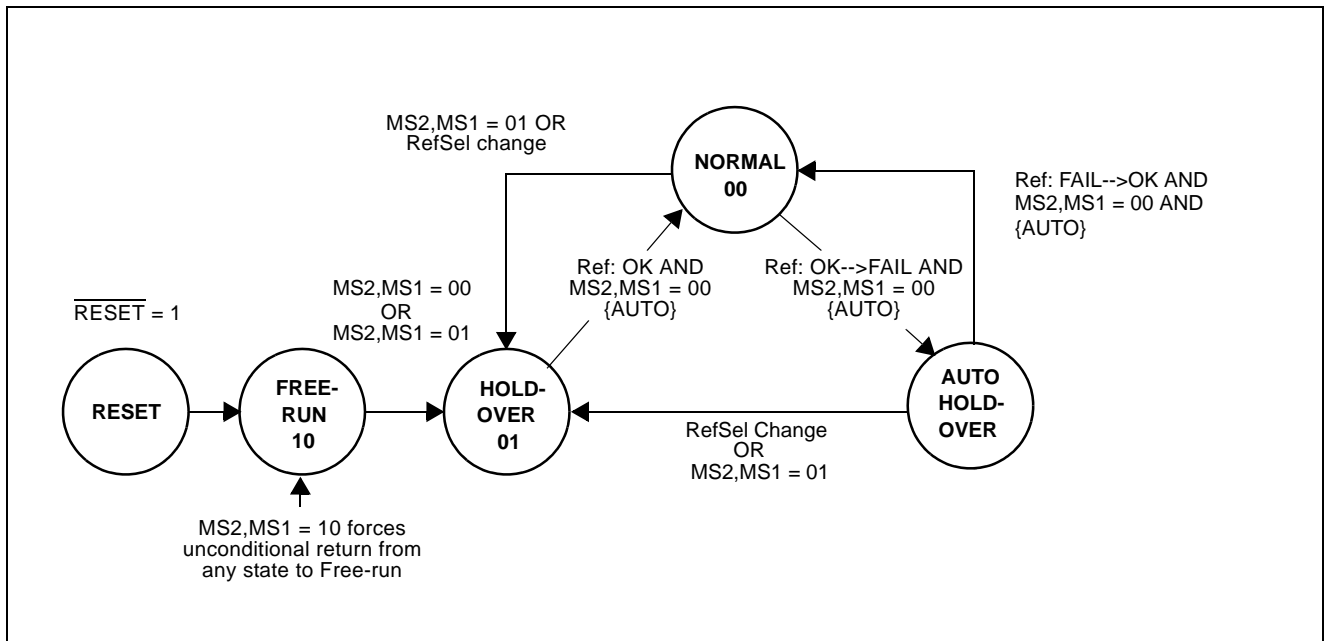 MS2,MS1 = 01 OR
RefSel change
NORMAL
00
Ref: FAIL-->OK AND
MS2,MS1 = 00 AND
{AUTO}
Ref: OK AND
MS2,MS1 = 00
{AUTO}
Ref: OK-->FAIL AND
MS2,MS1 = 00
{AUTO}
RESET = 1
MS2,MS1 = 00
OR
MS2,MS1 = 01
RESET
FREE-
RUN
10
HOLD-
OVER
01
AUTO
HOLD-
OVER
RefSel Change
OR
MS2,MS1 = 01
MS2,MS1 = 10 forces
unconditional return from
any state to Free-run